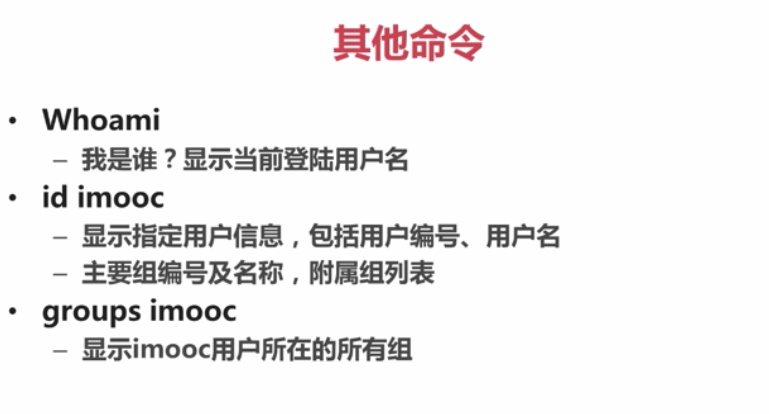 其他命令
• Whoami
– 我是谁？显示当前登陆用户名
• id imooc
– 显示指定用户信息，包括用户编号、用户名
– 主要组编号及名称，附属组列表
• groups imooc
– 显示imooc用户所在的所有组